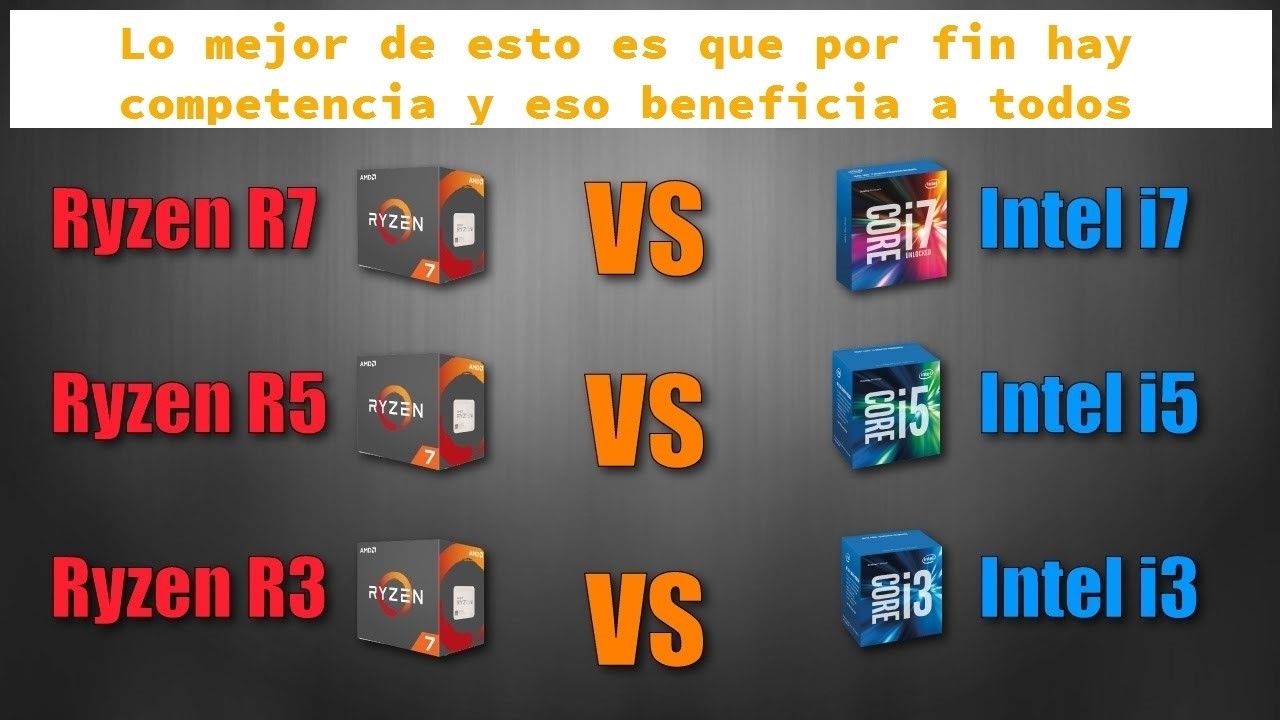 Lo mejor de esto es que por fin hay
competencia y eso beneficia a todos
Ryzen R7
AMD
RYZEN
7
VS
intel
CORE i7
UNLOCKED
Intel i7
Ryzen R5
AMD
RYZEN
7
VS
intel
CORE i5
Intel i5
Ryzen R3
AMD
RYZEN
7
VS
intel
CORE i3
Intel i3